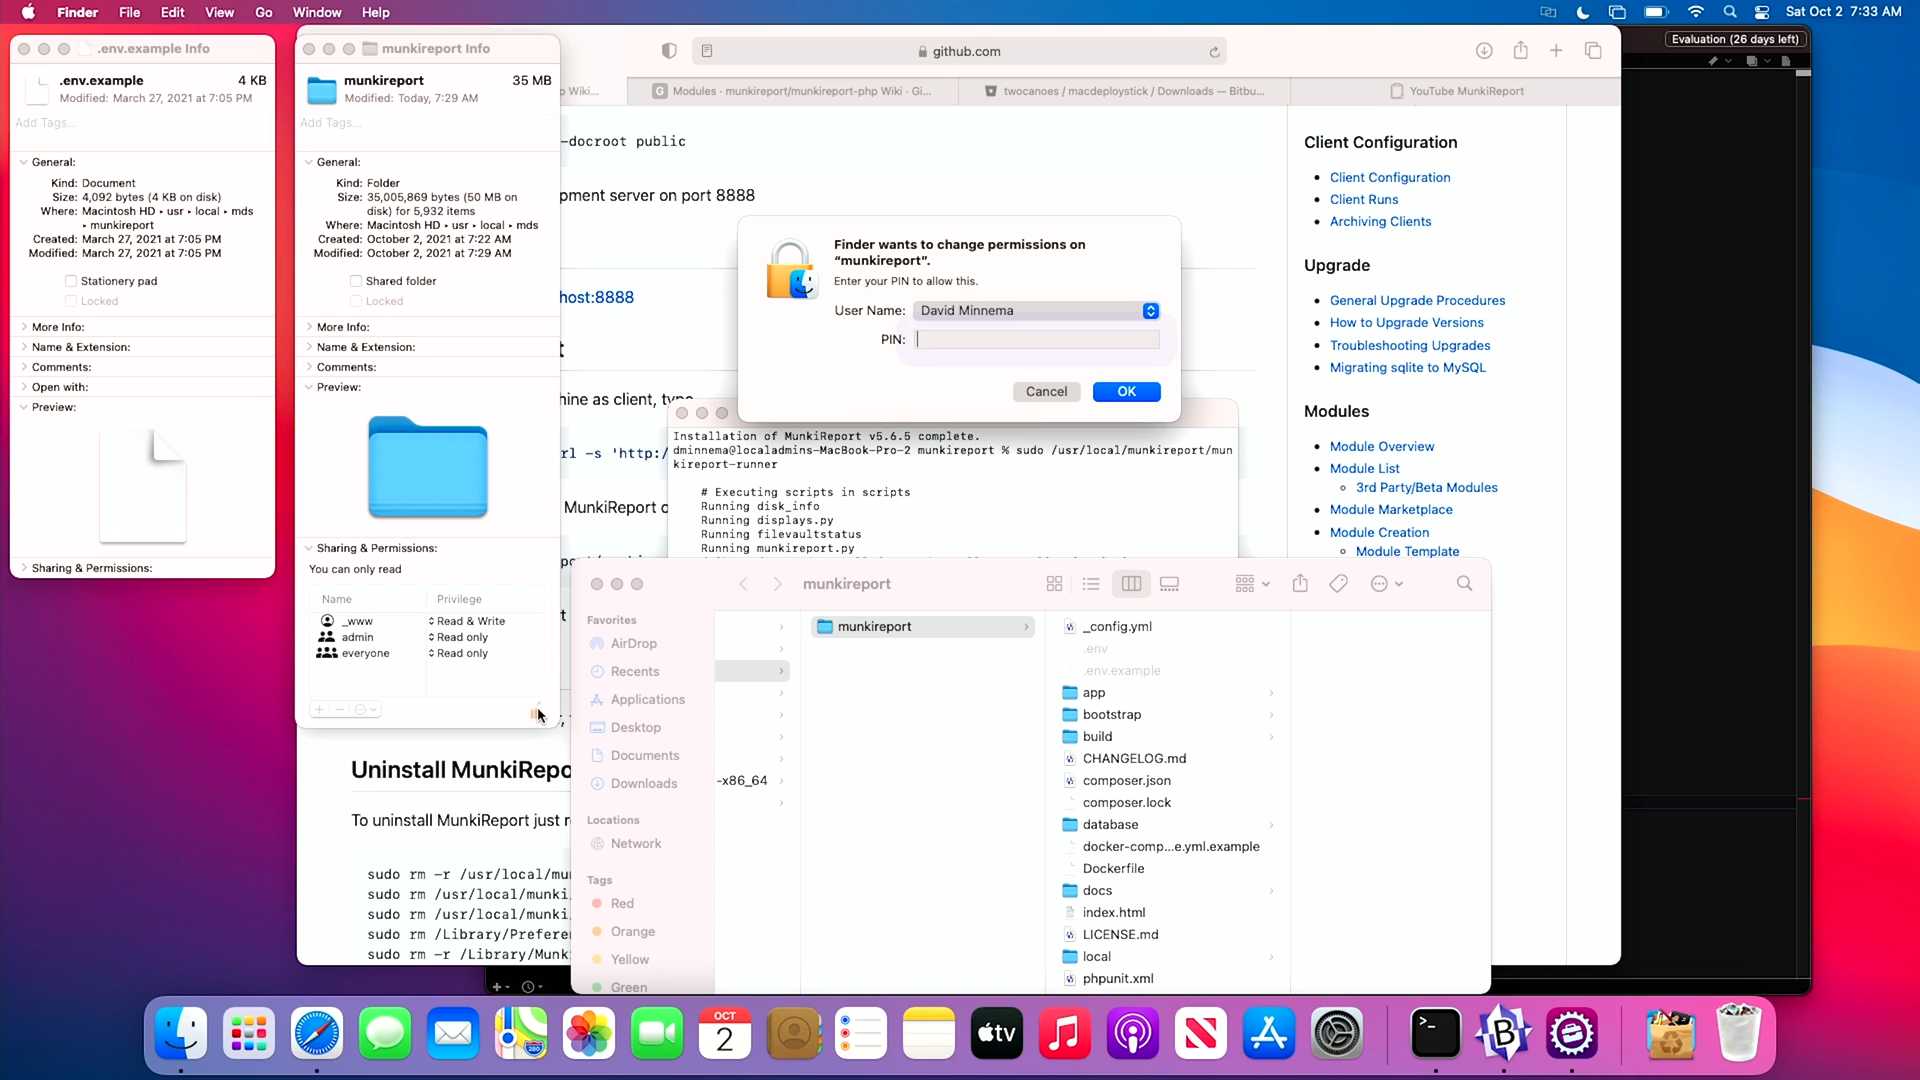 Finder File Edit View Go Window Help
Sat Oct 2 7:33 AM
Evaluation (26 days left)
.env.example Info
.env.example 4 KB
Modified: March 27, 2021 at 7:05 PM
Add Tags...
General:
Kind: Document
Size: 4,092 bytes (4 KB on disk)
Where: Macintosh HD ▸ usr ▸ local ▸ mds
▸ munkireport
Created: March 27, 2021 at 7:05 PM
Modified: March 27, 2021 at 7:05 PM
Stationery pad
Locked
More Info:
Name & Extension:
Comments:
Open with:
Preview:
Sharing & Permissions:
munkireport Info
munkireport 35 MB
Modified: Today, 7:29 AM
Add Tags...
General:
Kind: Folder
Size: 35,005,869 bytes (50 MB on
disk) for 5,932 items
Where: Macintosh HD ▸ usr ▸ local ▸ mds
Created: October 2, 2021 at 7:22 AM
Modified: October 2, 2021 at 7:29 AM
Shared folder
Locked
More Info:
Name & Extension:
Comments:
Preview:
Sharing & Permissions:
You can only read
Name Privilege
_www Read & Write
admin Read only
everyone Read only
github.com
Wiki...
Modules · munkireport/munkireport-php Wiki · Gi...
twocanoes / macdeploystick / Downloads — Bitbu...
YouTube MunkiReport
-docroot public
pment server on port 8888
host:8888
hine as client, type
rl -s 'http:/
MunkiReport
Uninstall MunkiRepo
To uninstall MunkiReport just r
sudo rm -r /usr/local/mu
sudo rm /usr/local/munki
sudo rm /usr/local/munki
sudo rm /Library/Prefere
sudo rm -r /Library/Munk
Client Configuration
Client Configuration
Client Runs
Archiving Clients
Upgrade
General Upgrade Procedures
How to Upgrade Versions
Troubleshooting Upgrades
Migrating sqlite to MySQL
Modules
Module Overview
Module List
3rd Party/Beta Modules
Module Marketplace
Module Creation
Module Template
Finder wants to change permissions on
“munkireport”.
Enter your PIN to allow this.
User Name: David Minnema
PIN:
Cancel OK
Installation of MunkiReport v5.6.5 complete.
dminnema@localadmins-MacBook-Pro-2 munkireport % sudo /usr/local/munkireport/mun
kireport-runner
# Executing scripts in scripts
Running disk_info
Running displays.py
Running filevaultstatus
Running munkireport.py
munkireport
Favorites
AirDrop
Recents
Applications
Desktop
Documents
Downloads
Locations
Network
Tags
Red
Orange
Yellow
Green
-x86_64
munkireport
_config.yml
.env
.env.example
app
bootstrap
build
CHANGELOG.md
composer.json
composer.lock
database
docker-comp...e.yml.example
Dockerfile
docs
index.html
LICENSE.md
local
phpunit.xml
OCT
2
tv